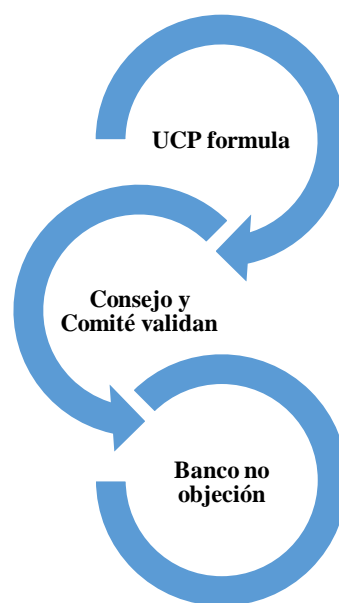 UCP formula
Consejo y
Comité validan
Banco no
objeción